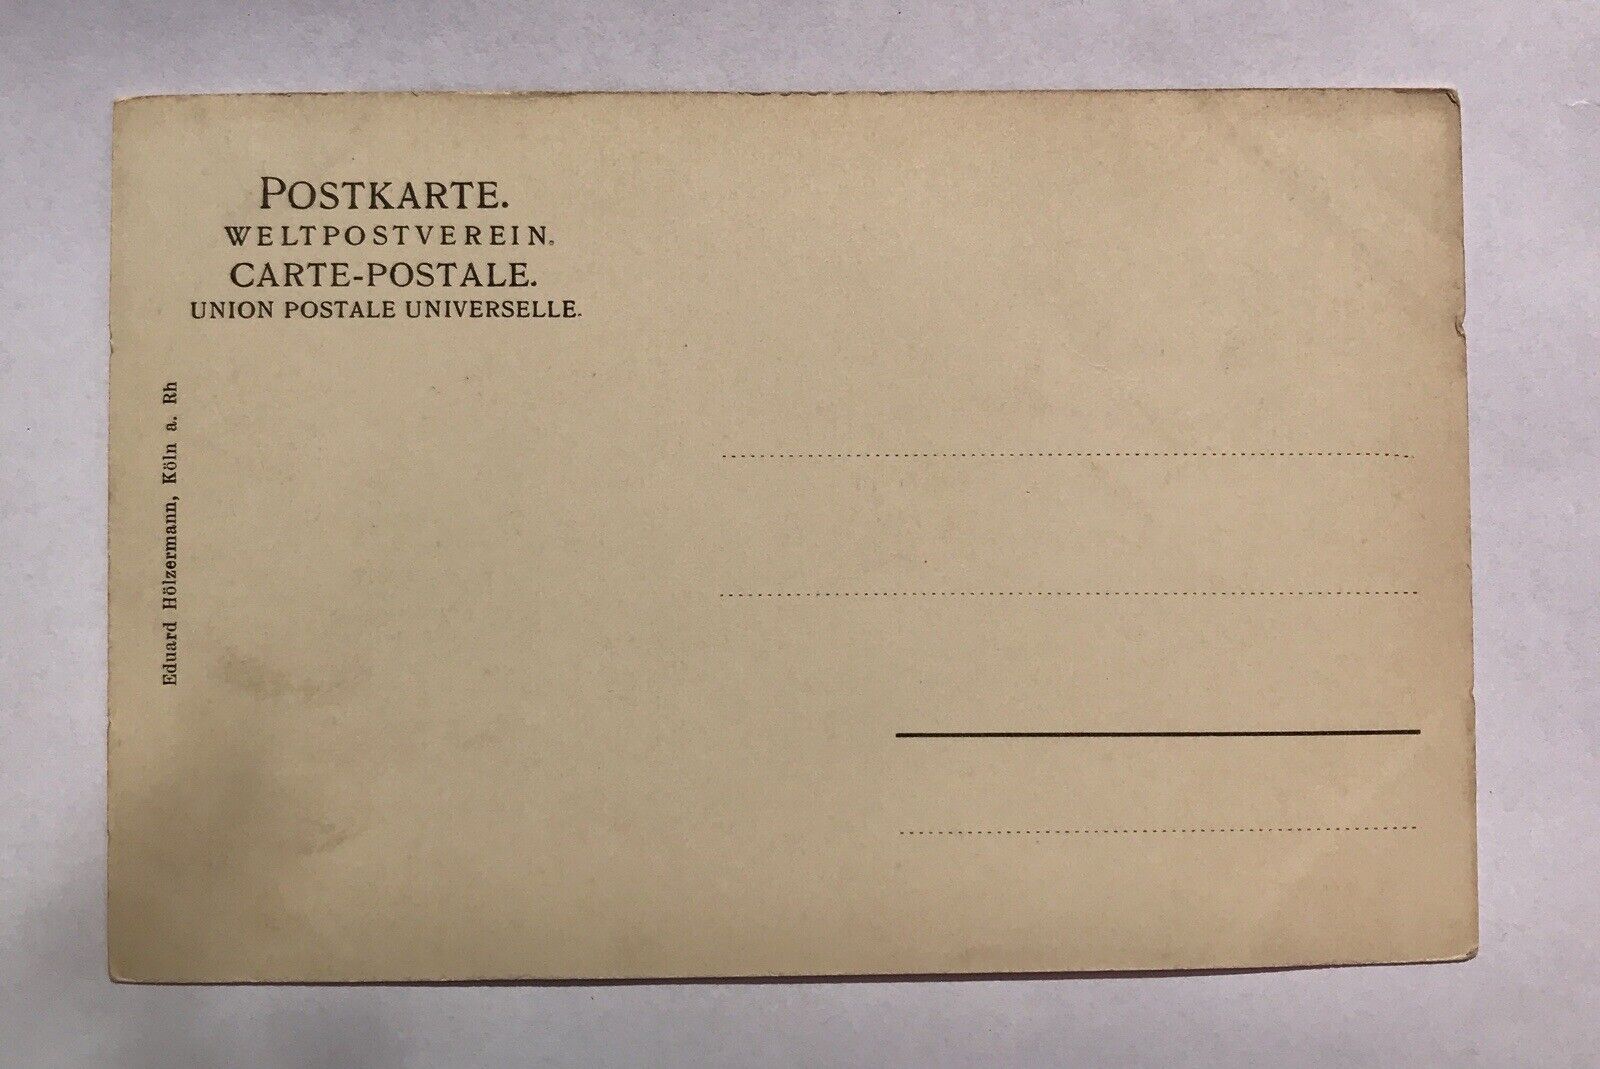 POSTKARTE.
WELTPOSTVEREIN.
CARTE-POSTALE.
UNION POSTALE UNIVERSELLE.
Eduard Hölzermann, Köln a. Rh